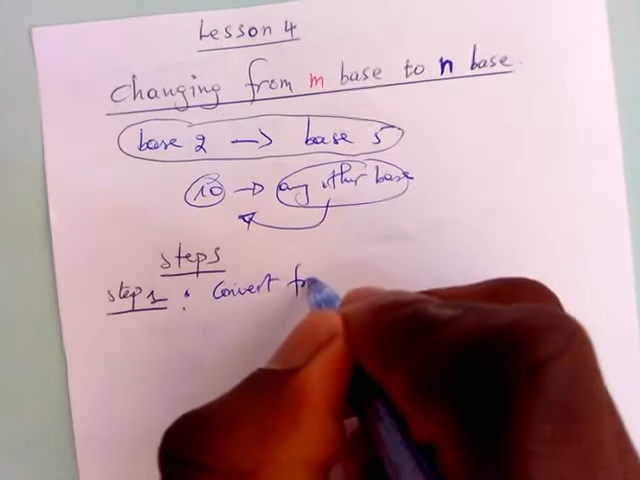 Lesson 4
Changing from m base to n base.
base 2 → base 5
10 → any other base
steps
step 1 : Convert